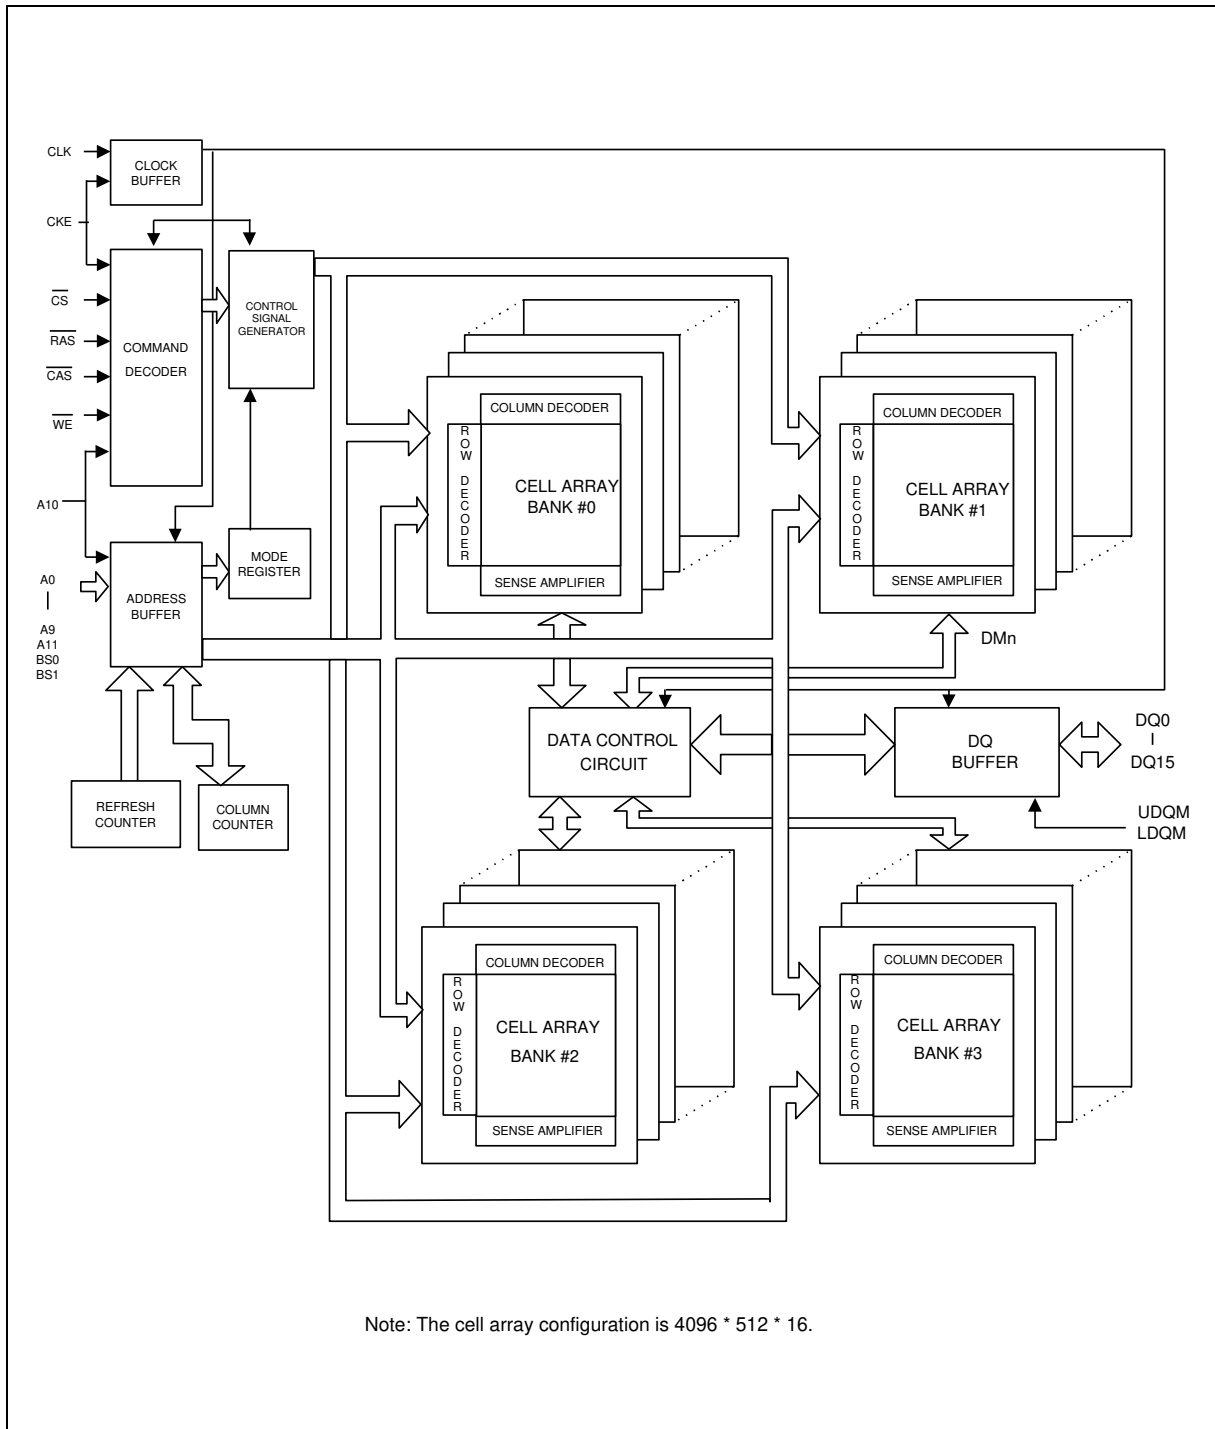 CLK
CLOCK
BUFFER
CKE
CS
RAS
CAS
WE
COMMAND
DECODER
CONTROL
SIGNAL
GENERATOR
A10
A0
A9
A11
BS0
BS1
ADDRESS
BUFFER
MODE
REGISTER
REFRESH
COUNTER
COLUMN
COUNTER
COLUMN DECODER
ROW DECODER
CELL ARRAY
BANK #0
SENSE AMPLIFIER
COLUMN DECODER
ROW DECODER
CELL ARRAY
BANK #1
SENSE AMPLIFIER
DMn
DATA CONTROL
CIRCUIT
DQ
BUFFER
DQ0
DQ15
UDQM
LDQM
COLUMN DECODER
ROW DECODER
CELL ARRAY
BANK #2
SENSE AMPLIFIER
COLUMN DECODER
ROW DECODER
CELL ARRAY
BANK #3
SENSE AMPLIFIER
Note: The cell array configuration is 4096 * 512 * 16.